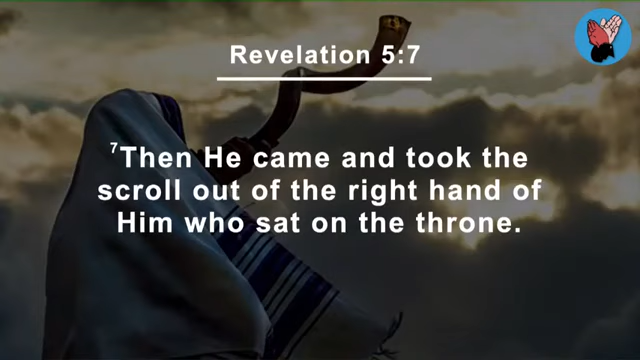 Revelation 5:7
7Then He came and took the
scroll out of the right hand of
Him who sat on the throne.